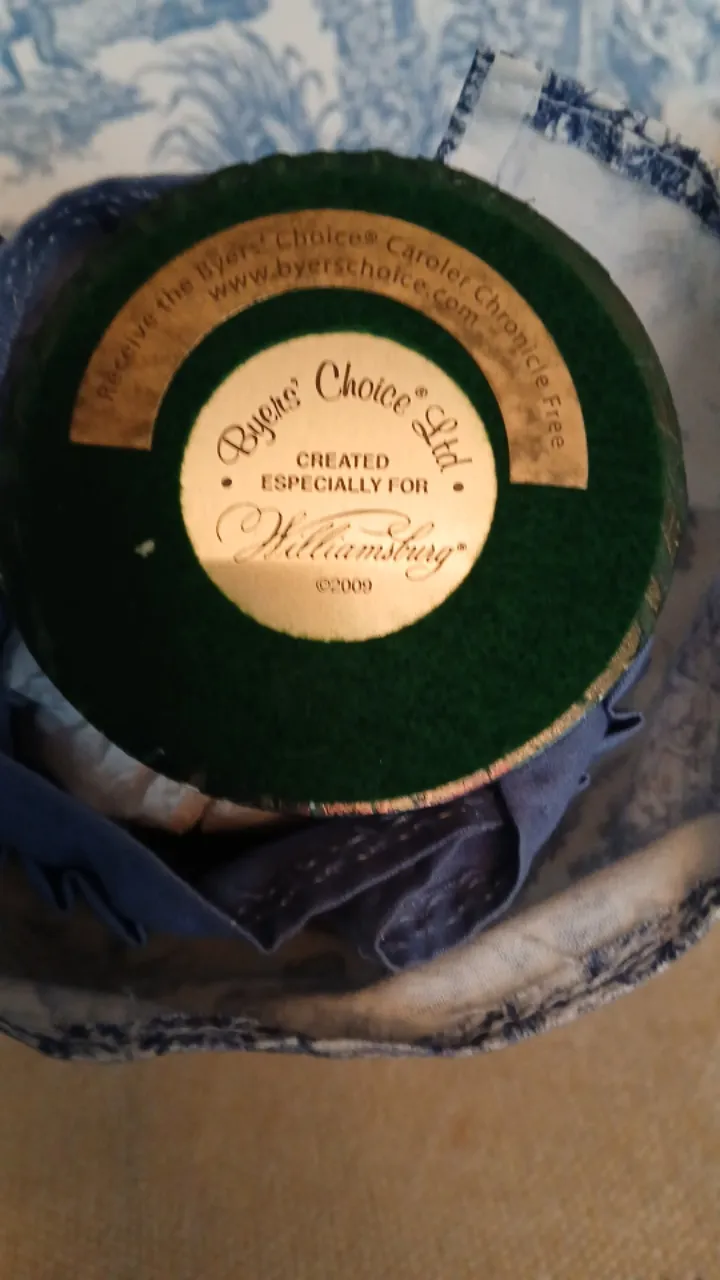 Receive the Byers' Choice® Caroler Chronicle Free
www.byerschoice.com
Byers' Choice® Ltd
• CREATED •
ESPECIALLY FOR
Williamsburg®
©2009